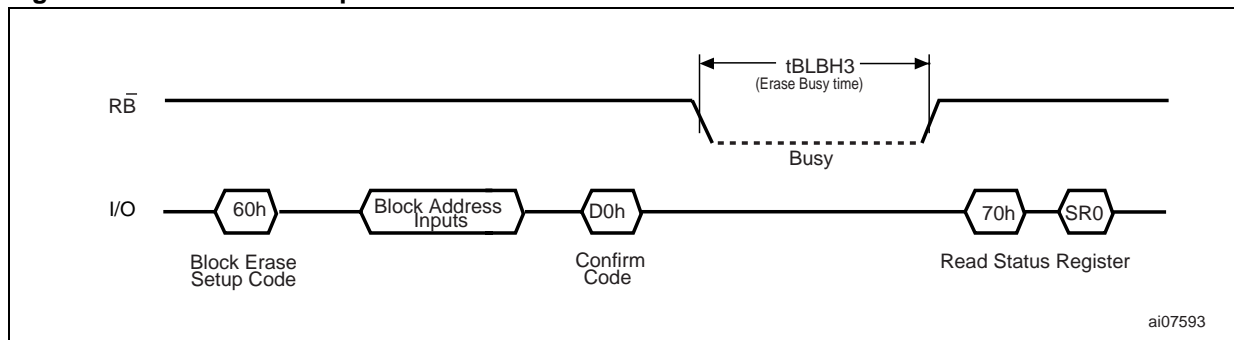 tBLBH3
(Erase Busy time)
RB̅
Busy
I/O
60h
Block Address
Inputs
D0h
70h
SR0
Block Erase
Setup Code
Confirm
Code
Read Status Register
ai07593